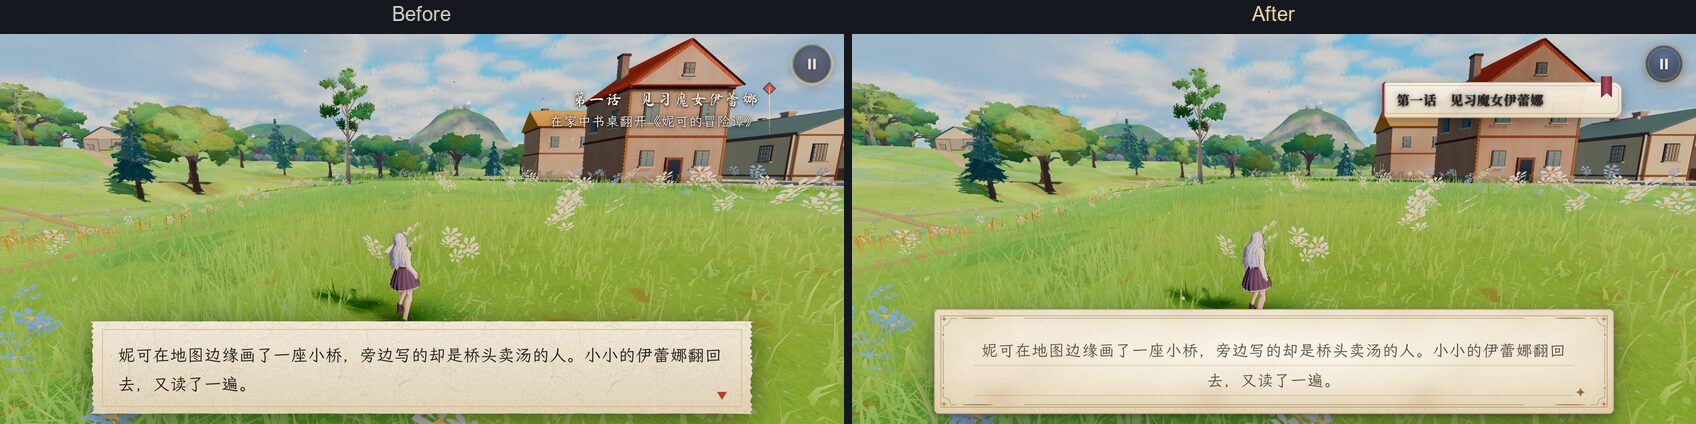 Before
After
第一话 见习魔女伊蕾娜
在家中书桌翻开《妮可的冒险谭》
妮可在地图边缘画了一座小桥，旁边写的却是桥头卖汤的人。小小的伊蕾娜翻回
去，又读了一遍。
第一话 见习魔女伊蕾娜
妮可在地图边缘画了一座小桥，旁边写的却是桥头卖汤的人。小小的伊蕾娜翻回
去，又读了一遍。